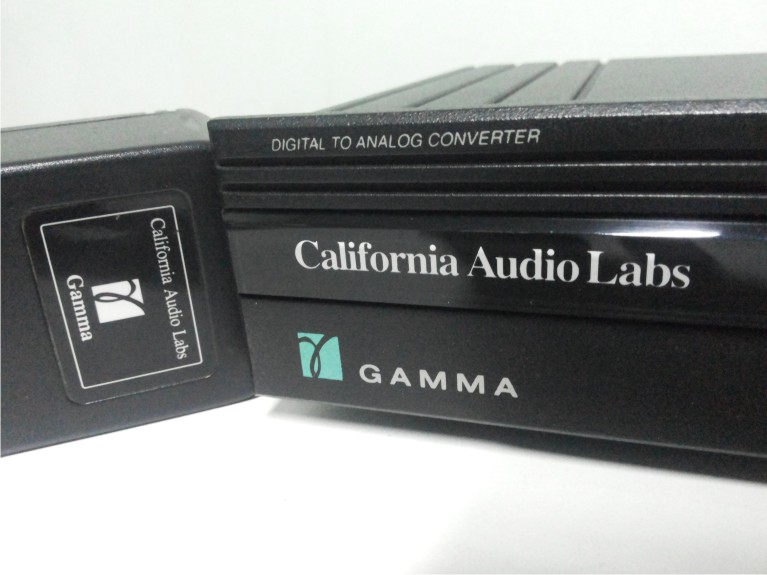 DIGITAL TO ANALOG CONVERTER
California Audio Labs
GAMMA
California Audio Labs
Gamma